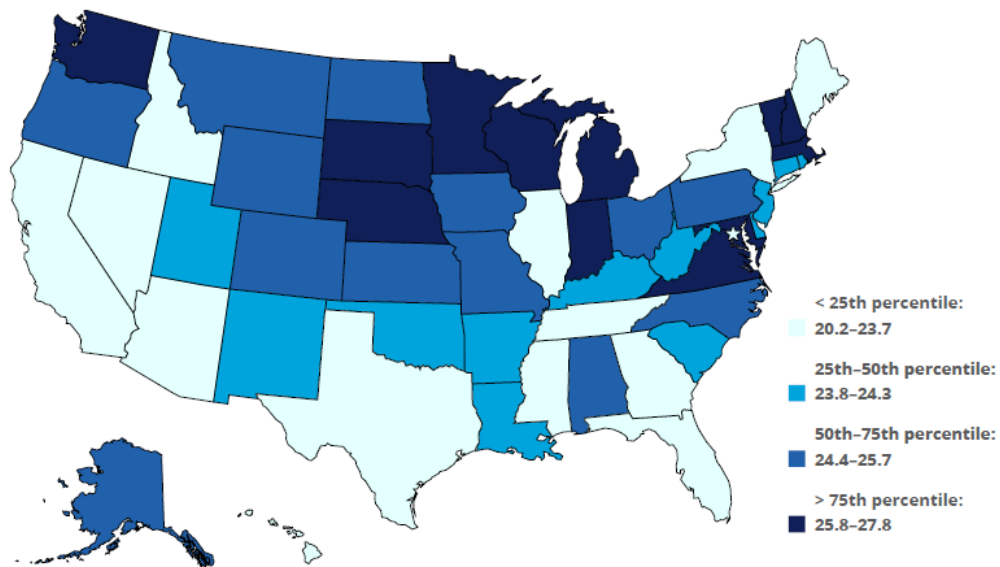 < 25th percentile:
20.2–23.7
25th–50th percentile:
23.8–24.3
50th–75th percentile:
24.4–25.7
> 75th percentile:
25.8–27.8